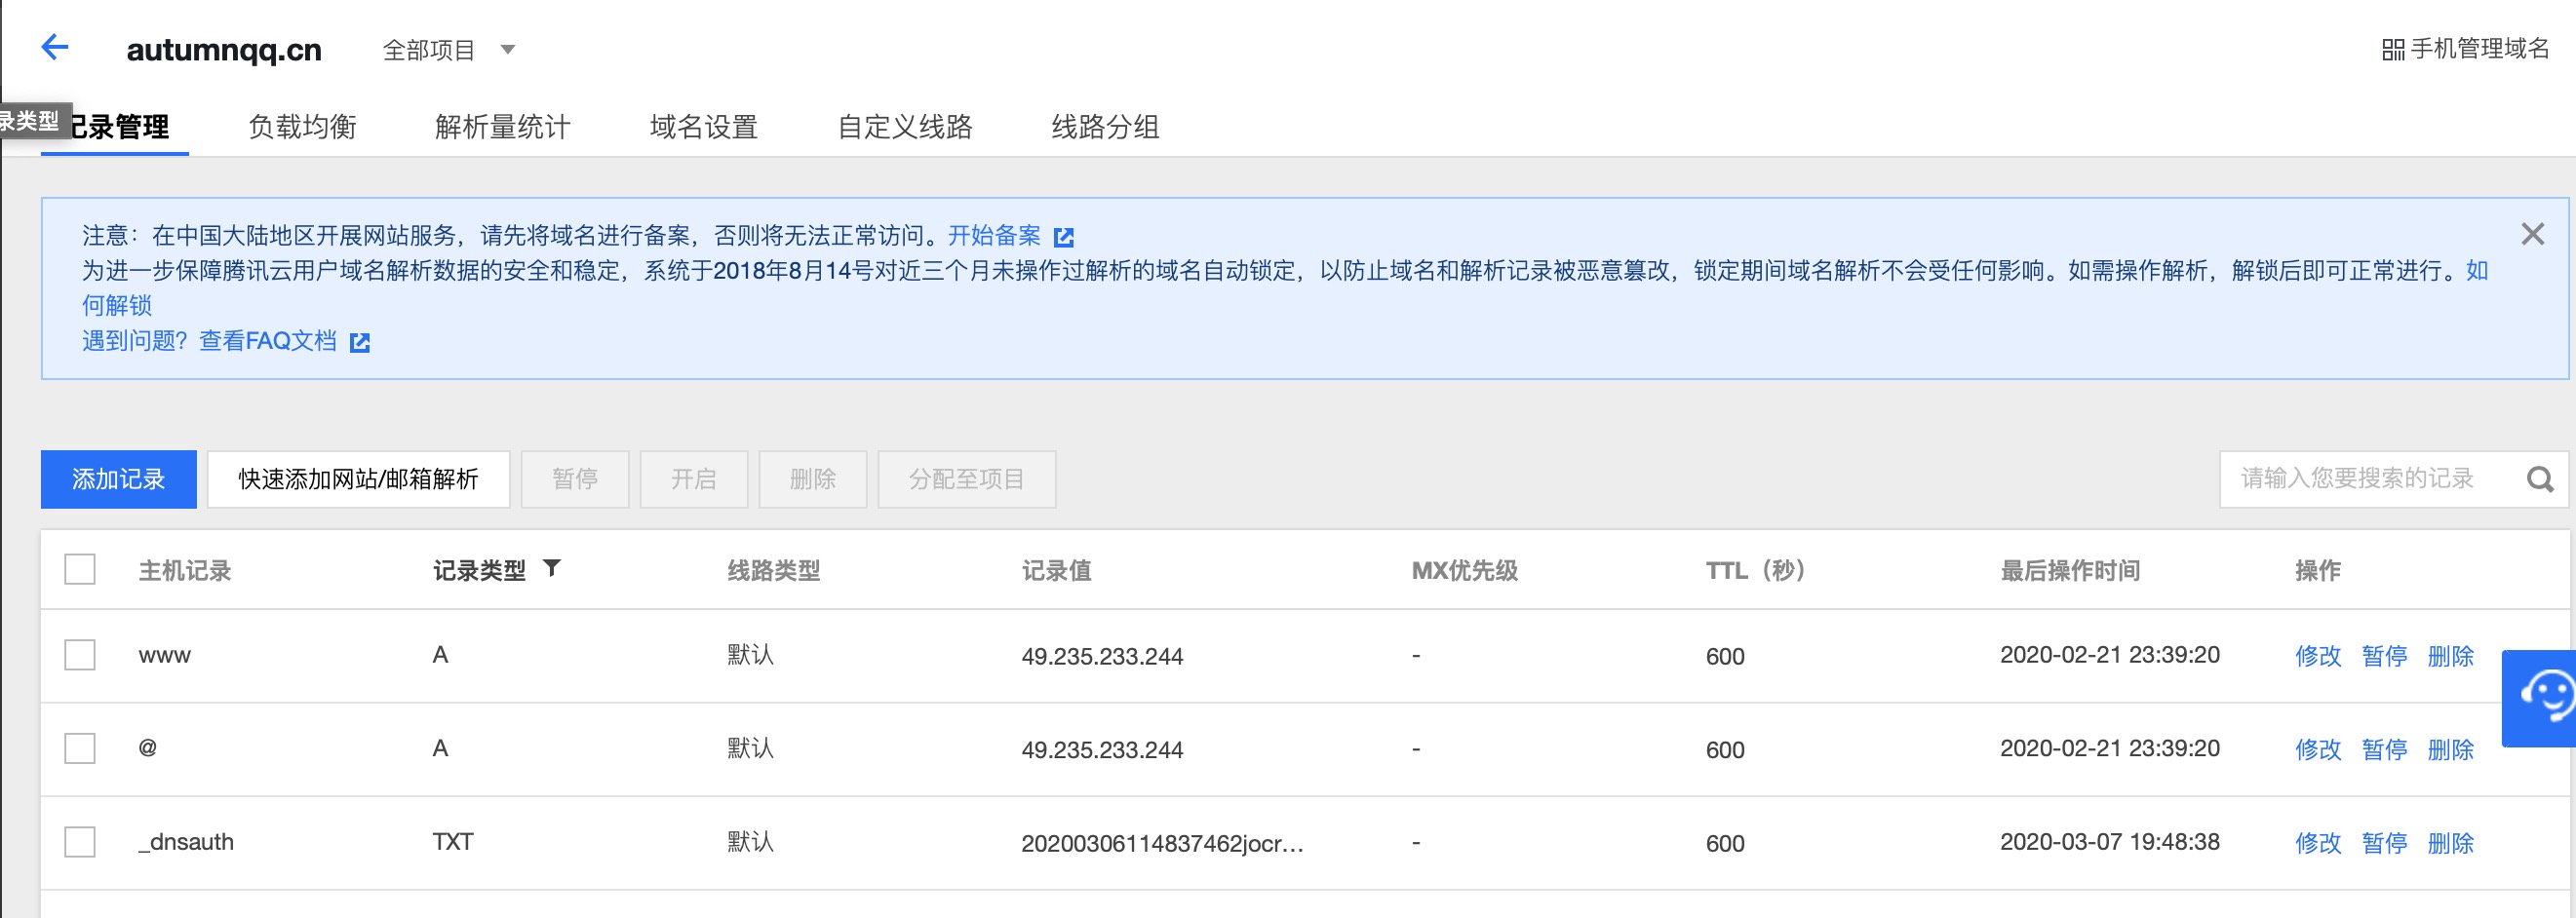 autumnqq.cn 全部项目 手机管理域名
录类型
记录管理 负载均衡 解析量统计 域名设置 自定义线路 线路分组
注意：在中国大陆地区开展网站服务，请先将域名进行备案，否则将无法正常访问。开始备案
为进一步保障腾讯云用户域名解析数据的安全和稳定，系统于2018年8月14号对近三个月未操作过解析的域名自动锁定，以防止域名和解析记录被恶意篡改，锁定期间域名解析不会受任何影响。如需操作解析，解锁后即可正常进行。如
何解锁
遇到问题？查看FAQ文档
添加记录 快速添加网站/邮箱解析 暂停 开启 删除 分配至项目 请输入您要搜索的记录
主机记录 记录类型 线路类型 记录值 MX优先级 TTL（秒） 最后操作时间 操作
www A 默认 49.235.233.244 - 600 2020-02-21 23:39:20 修改 暂停 删除
@ A 默认 49.235.233.244 - 600 2020-02-21 23:39:20 修改 暂停 删除
_dnsauth TXT 默认 20200306114837462jocr... - 600 2020-03-07 19:48:38 修改 暂停 删除